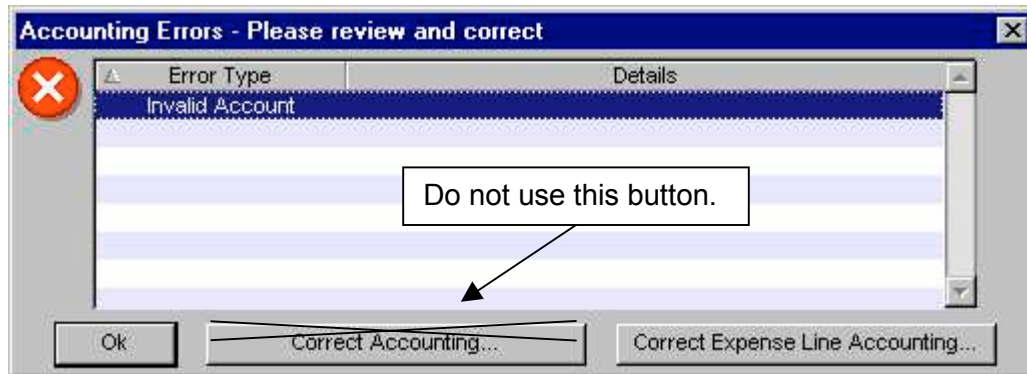 Accounting Errors - Please review and correct
Error Type Details
Invalid Account
Do not use this button.
Ok Correct Accounting... Correct Expense Line Accounting...